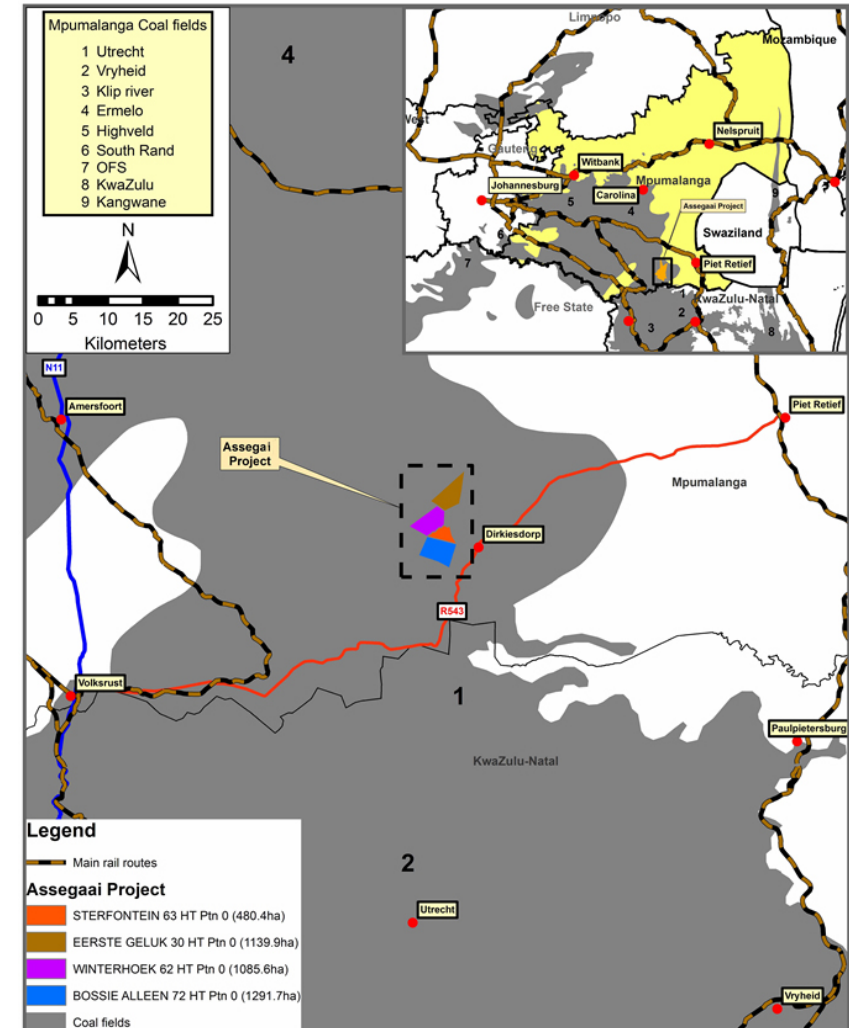 Mpumalanga Coal fields
1 Utrecht
2 Vryheid
3 Klip river
4 Ermelo
5 Highveld
6 South Rand
7 OFS
8 KwaZulu
9 Kangwane
N
0 5 10 15 20 25
Kilometers
4
Limpopo
Mozambique
West
Gauteng
Nelspruit
Witbank
Mpumalanga
Johannesburg
Carolina
5
4
9
Assegaai Project
Swaziland
6
7
Piet Retief
Free State
1
KwaZulu-Natal
2
3
8
N11
Amersfoort
Piet Retief
Assegai
Project
Mpumalanga
Dirkiesdorp
R543
Volksrust
1
Paulpietersburg
KwaZulu-Natal
2
Utrecht
Vryheid
Legend
Main rail routes
Assegaai Project
STERFONTEIN 63 HT Ptn 0 (480.4ha)
EERSTE GELUK 30 HT Ptn 0 (1139.9ha)
WINTERHOEK 62 HT Ptn 0 (1085.6ha)
BOSSIE ALLEEN 72 HT Ptn 0 (1291.7ha)
Coal fields